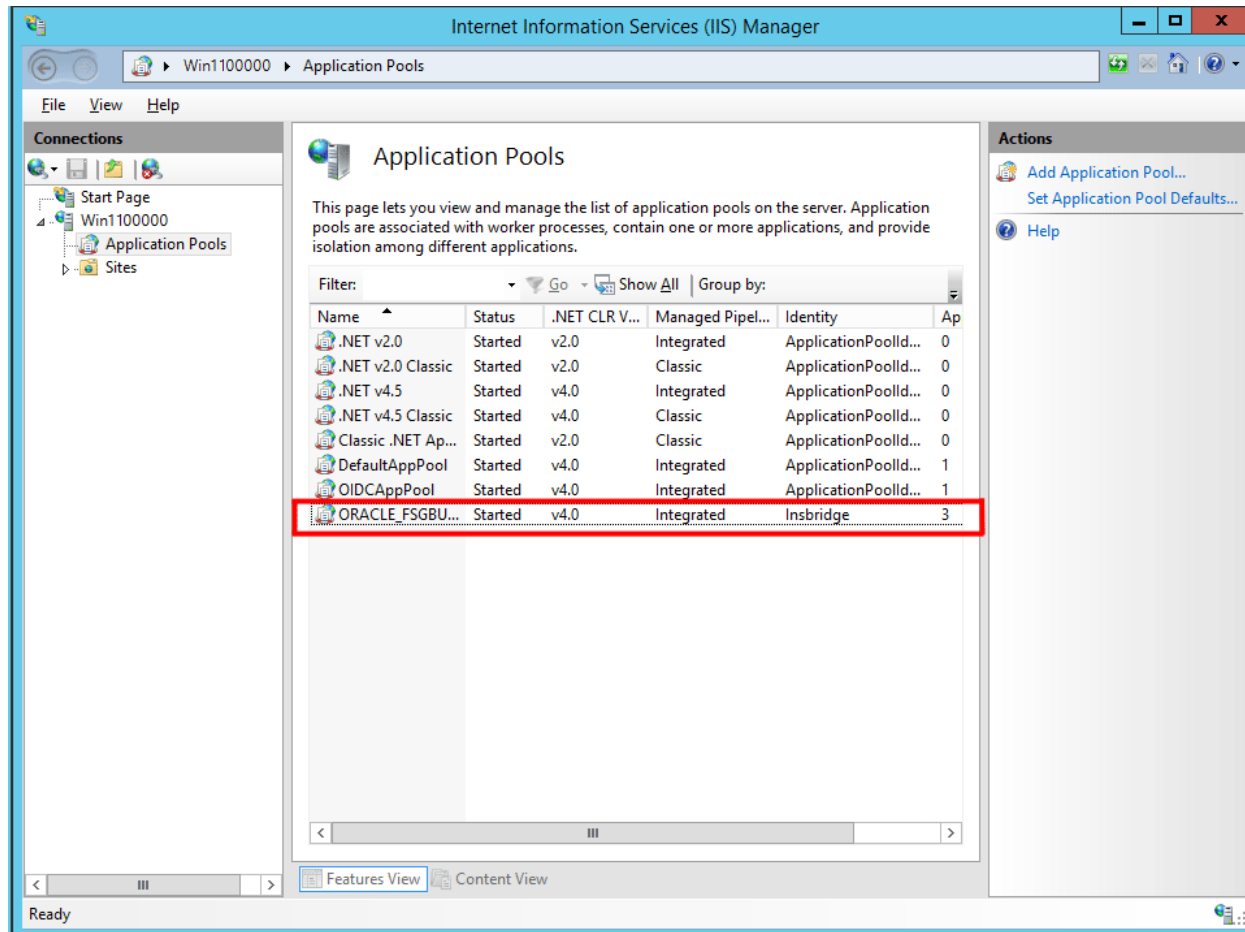 Internet Information Services (IIS) Manager
Win1100000 Application Pools
File View Help
Connections
Start Page
Win1100000
Application Pools
Sites
Application Pools
This page lets you view and manage the list of application pools on the server. Application
pools are associated with worker processes, contain one or more applications, and provide
isolation among different applications.
Filter: Go Show All Group by:
Name Status .NET CLR V... Managed Pipel... Identity Ap
.NET v2.0 Started v2.0 Integrated ApplicationPoolId... 0
.NET v2.0 Classic Started v2.0 Classic ApplicationPoolId... 0
.NET v4.5 Started v4.0 Integrated ApplicationPoolId... 0
.NET v4.5 Classic Started v4.0 Classic ApplicationPoolId... 0
Classic .NET Ap... Started v2.0 Classic ApplicationPoolId... 0
DefaultAppPool Started v4.0 Integrated ApplicationPoolId... 1
OIDCAppPool Started v4.0 Integrated ApplicationPoolId... 1
ORACLE_FSGBU... Started v4.0 Integrated Insbridge 3
Features View Content View
Actions
Add Application Pool...
Set Application Pool Defaults...
Help
Ready